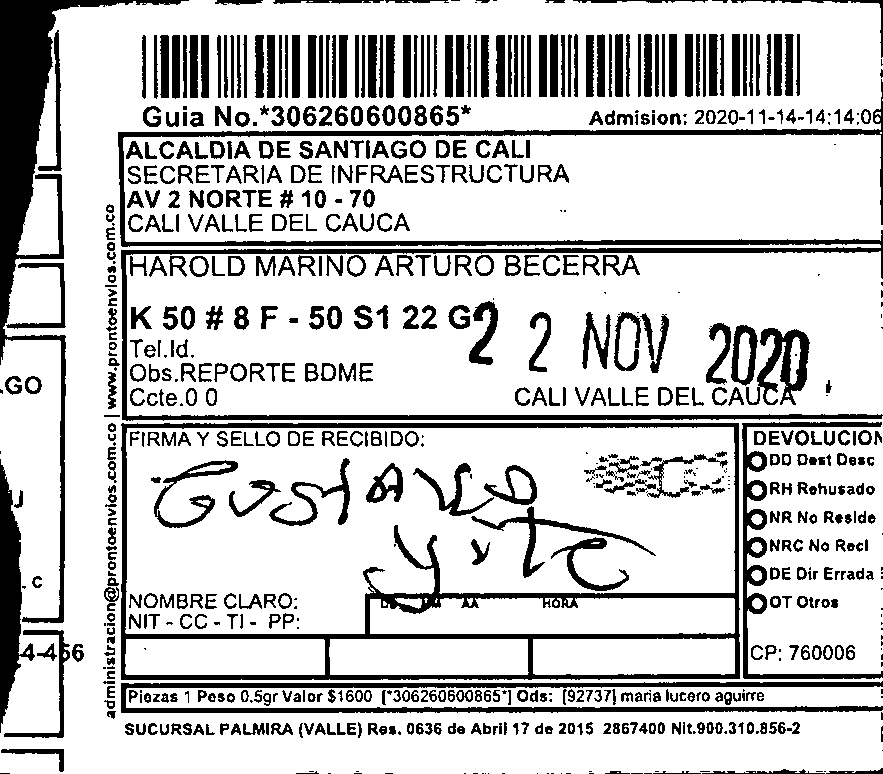 Guia No.*306260600865*
Admision: 2020-11-14-14:14:06
ALCALDIA DE SANTIAGO DE CALI
SECRETARIA DE INFRAESTRUCTURA
AV 2 NORTE # 10 - 70
CALI VALLE DEL CAUCA
HAROLD MARINO ARTURO BECERRA
K 50 # 8 F - 50 S1 22 G
22 NOV 2020
Tel.Id.
Obs.REPORTE BDME
Ccte.0 0
CALI VALLE DEL CAUCA
FIRMA Y SELLO DE RECIBIDO:
GUSTAVO
NOMBRE CLARO:
NIT - CC - TI - PP:
AA
HORA
DEVOLUCION
DD Dest Desc
RH Rehusado
NR No Reside
NRC No Recl
DE Dir Errada
OT Otros
CP: 760006
Piezas 1 Peso 0.5gr Valor $1600 [*306260600865*] Ods: [92737] maria lucero aguirre
SUCURSAL PALMIRA (VALLE) Res. 0636 de Abril 17 de 2015 2867400 Nit.900.310.856-2
administracion@prontoenvios.com.co | www.prontoenvios.com.co
GO
J
. C
4-456